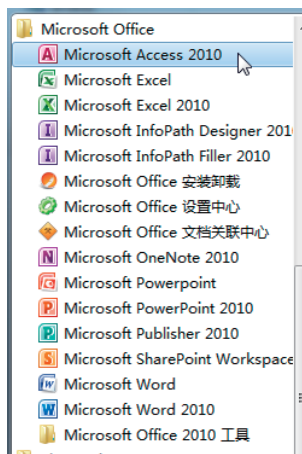 Microsoft Office
Microsoft Access 2010
Microsoft Excel
Microsoft Excel 2010
Microsoft InfoPath Designer 201
Microsoft InfoPath Filler 2010
Microsoft Office 安装卸载
Microsoft Office 设置中心
Microsoft Office 文档关联中心
Microsoft OneNote 2010
Microsoft Powerpoint
Microsoft PowerPoint 2010
Microsoft Publisher 2010
Microsoft SharePoint Workspace
Microsoft Word
Microsoft Word 2010
Microsoft Office 2010 工具